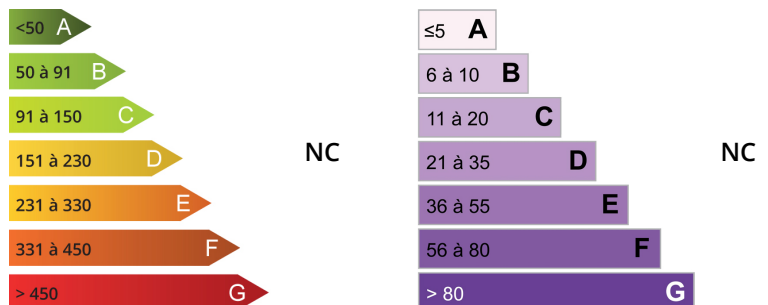 <50 A
50 à 91 B
91 à 150 C
151 à 230 D
231 à 330 E
331 à 450 F
> 450 G
NC
≤5 A
6 à 10 B
11 à 20 C
21 à 35 D
36 à 55 E
56 à 80 F
> 80 G
NC